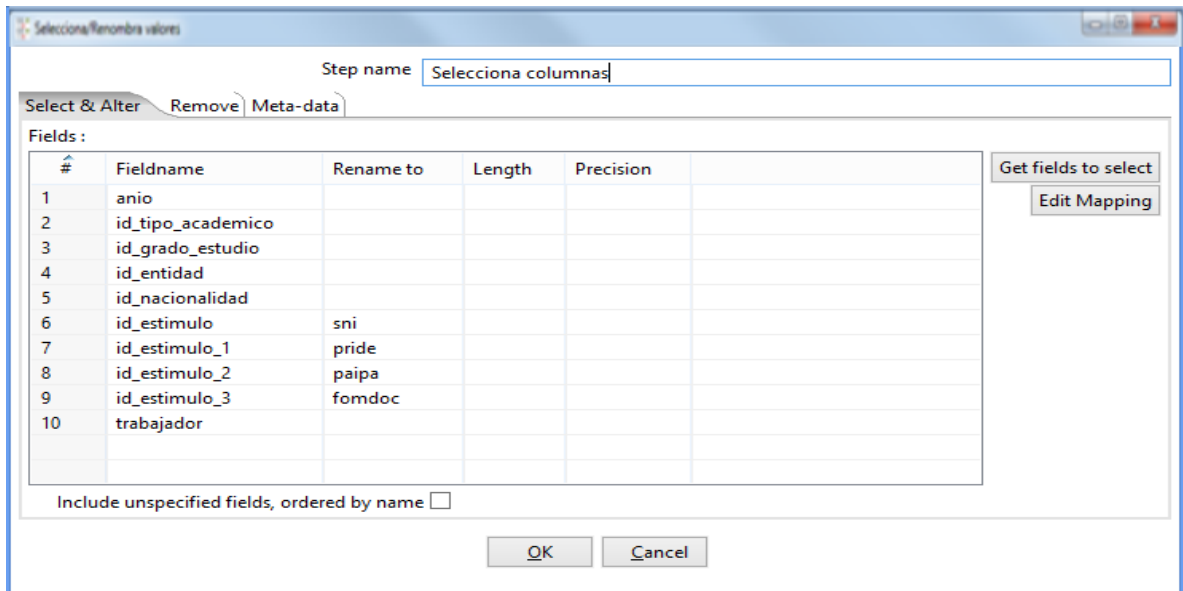 Selecciona/Renombra valores
Step name Selecciona columnas
Select & Alter Remove Meta-data
Fields :
# Fieldname Rename to Length Precision
Get fields to select
Edit Mapping
1 anio
2 id_tipo_academico
3 id_grado_estudio
4 id_entidad
5 id_nacionalidad
6 id_estimulo sni
7 id_estimulo_1 pride
8 id_estimulo_2 paipa
9 id_estimulo_3 fomdoc
10 trabajador
Include unspecified fields, ordered by name
OK Cancel